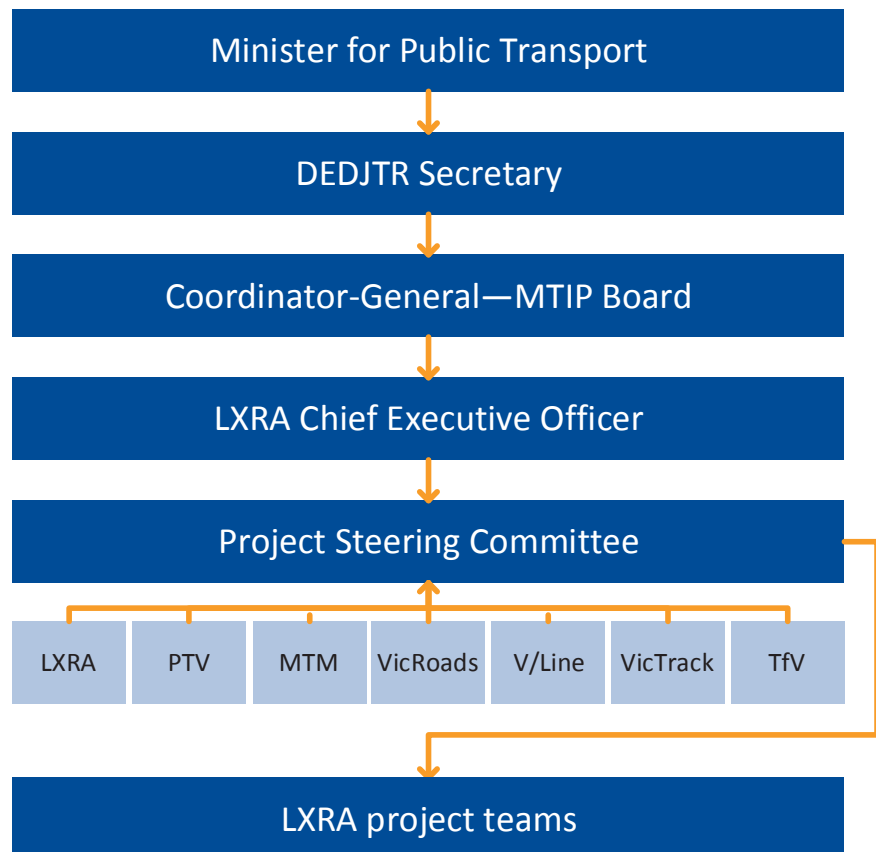 Minister for Public Transport
DEDJTR Secretary
Coordinator-General—MTIP Board
LXRA Chief Executive Officer
Project Steering Committee
LXRA
PTV
MTM
VicRoads
V/Line
VicTrack
TfV
LXRA project teams